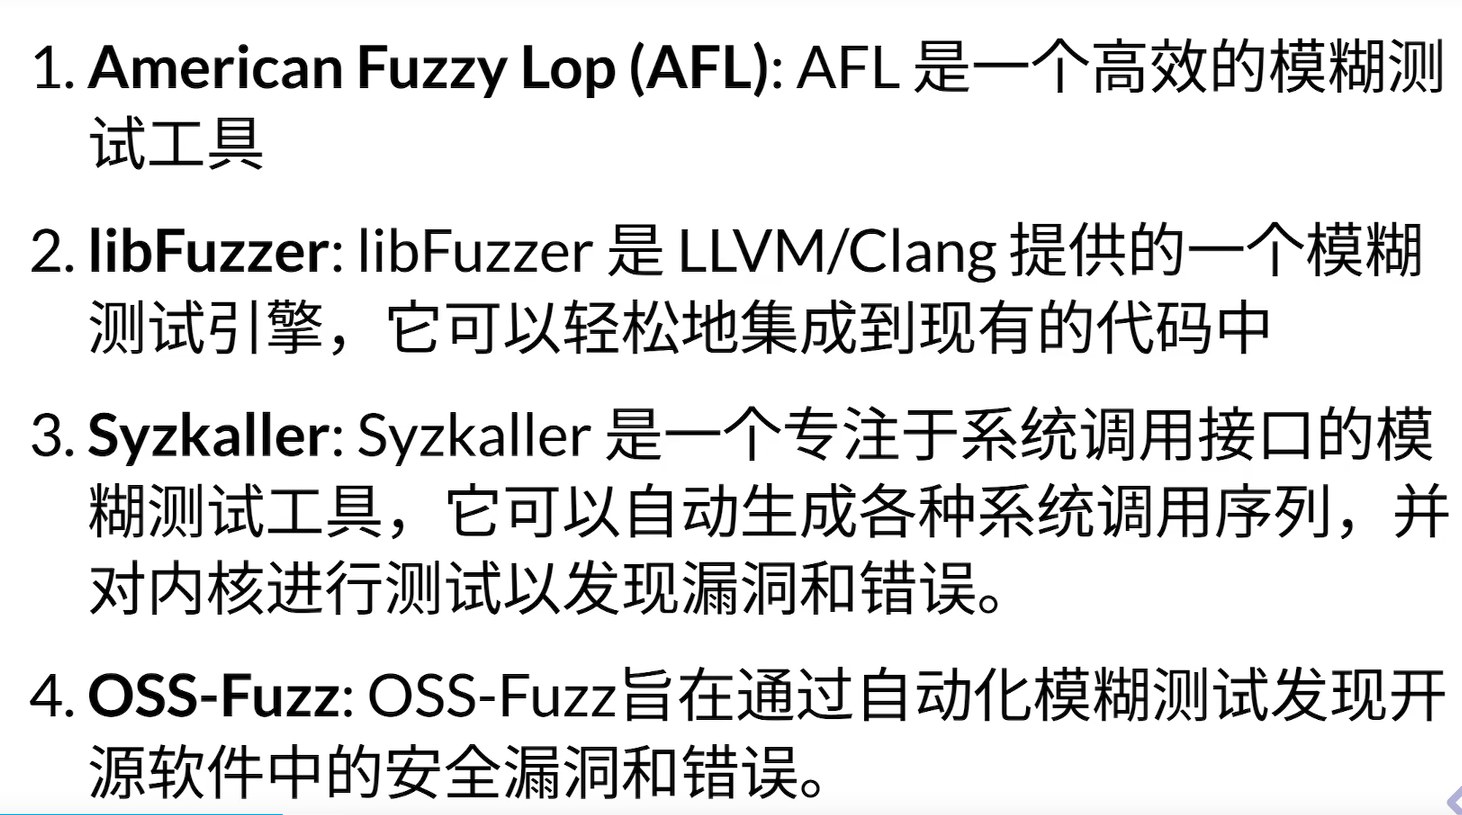 1. American Fuzzy Lop (AFL): AFL 是一个高效的模糊测
试工具
2. libFuzzer: libFuzzer 是 LLVM/Clang 提供的一个模糊
测试引擎，它可以轻松地集成到现有的代码中
3. Syzkaller: Syzkaller 是一个专注于系统调用接口的模
糊测试工具，它可以自动生成各种系统调用序列，并
对内核进行测试以发现漏洞和错误。
4. OSS-Fuzz: OSS-Fuzz旨在通过自动化模糊测试发现开
源软件中的安全漏洞和错误。